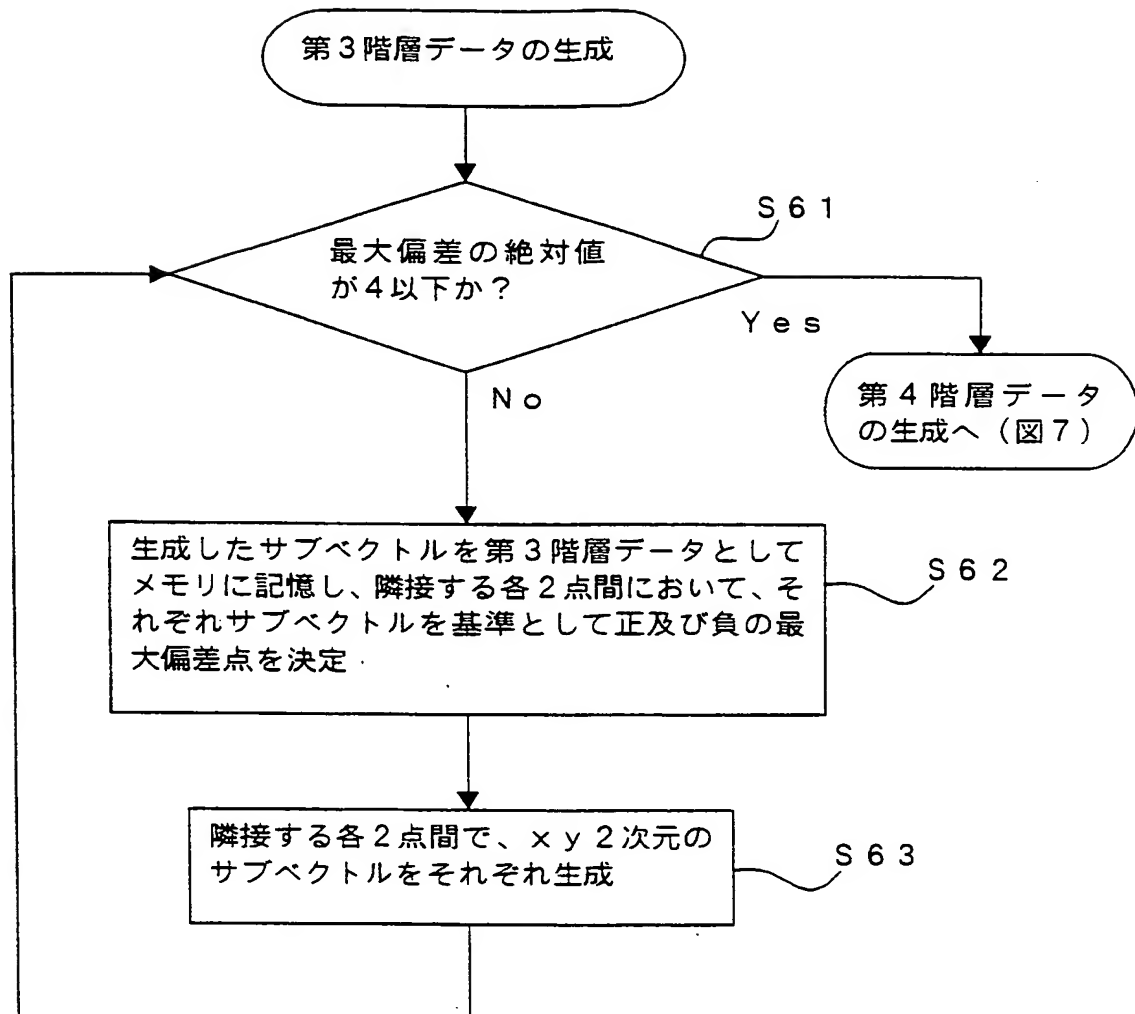 第3階層データの生成
S61
最大偏差の絶対値
が4以下か?
Yes
No
第4階層データ
の生成へ(図7)
生成したサブベクトルを第3階層データとして
メモリに記憶し、隣接する各2点間において、そ
れぞれサブベクトルを基準として正及び負の最
大偏差点を決定
S62
隣接する各2点間で、xy2次元の
サブベクトルをそれぞれ生成
S63